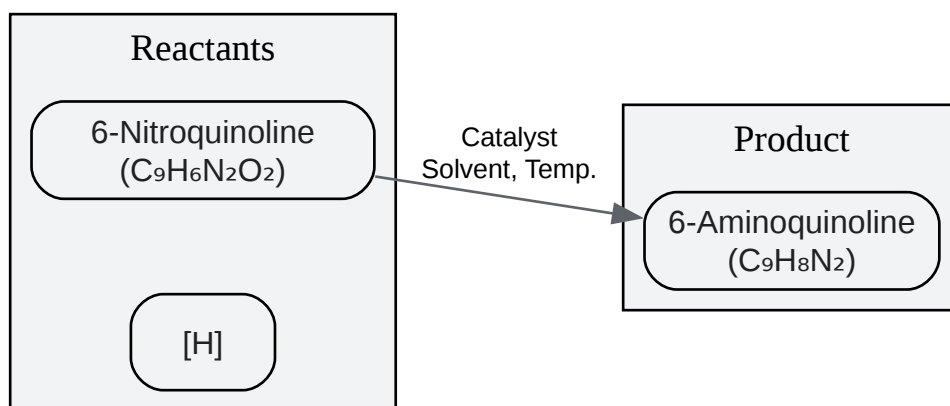 Reactants
6-Nitroquinoline
(C₉H₆N₂O₂)
[H]
Catalyst
Solvent, Temp.
Product
6-Aminoquinoline
(C₉H₈N₂)